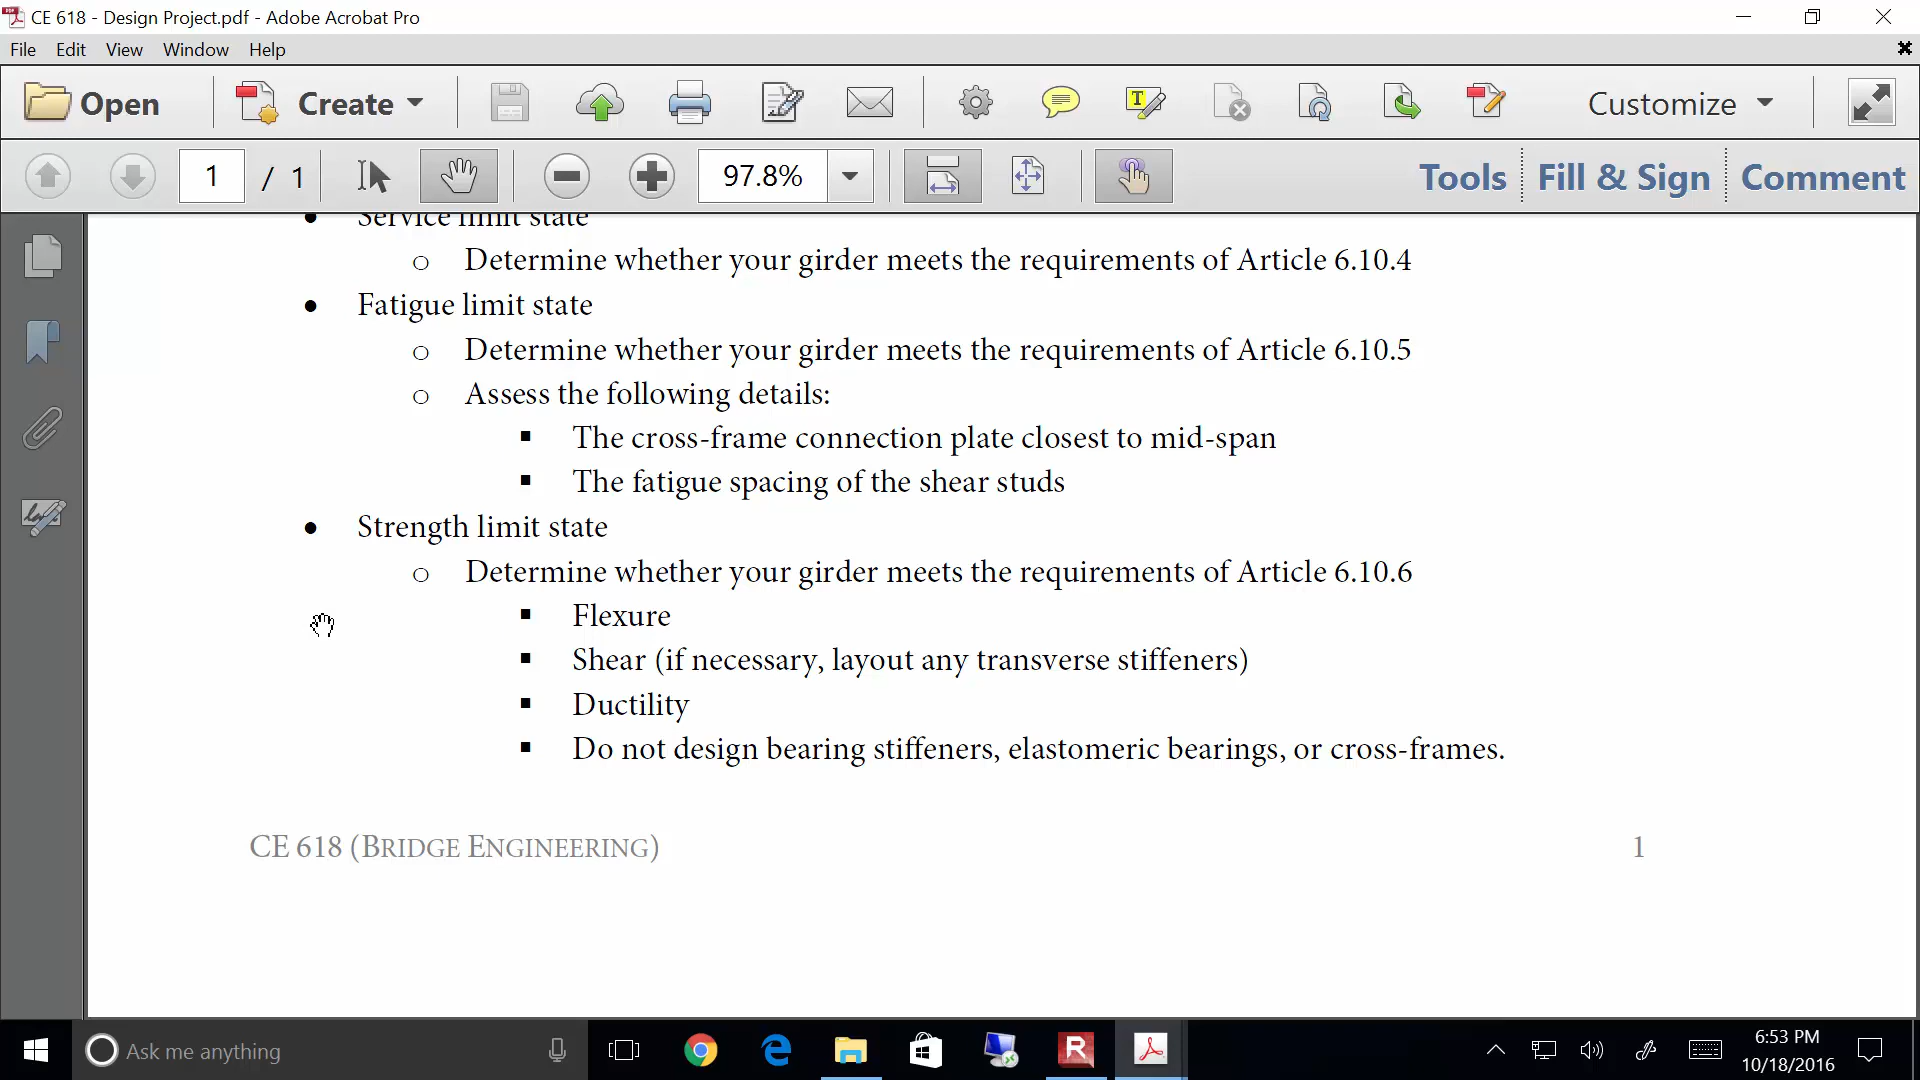 CE 618 - Design Project.pdf - Adobe Acrobat Pro
File Edit View Window Help
Open Create Customize
1 / 1 97.8% Tools Fill & Sign Comment
• Service limit state
o Determine whether your girder meets the requirements of Article 6.10.4
• Fatigue limit state
o Determine whether your girder meets the requirements of Article 6.10.5
o Assess the following details:
▪ The cross-frame connection plate closest to mid-span
▪ The fatigue spacing of the shear studs
• Strength limit state
o Determine whether your girder meets the requirements of Article 6.10.6
▪ Flexure
▪ Shear (if necessary, layout any transverse stiffeners)
▪ Ductility
▪ Do not design bearing stiffeners, elastomeric bearings, or cross-frames.
CE 618 (BRIDGE ENGINEERING) 1
Ask me anything
6:53 PM
10/18/2016